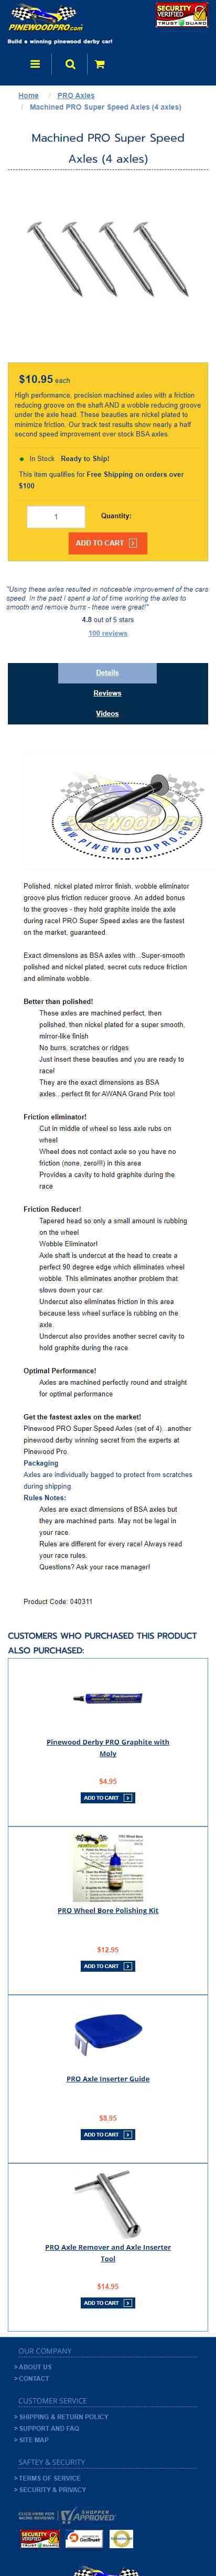 PINEWOODPRO.COM
Build a winning pinewood derby car!
SECURITY VERIFIED
TRUST GUARD
Home / PRO Axles
/ Machined PRO Super Speed Axles (4 axles)
Machined PRO Super Speed
Axles (4 axles)
$10.95 each
High performance, precision machined axles with a friction
reducing groove on the shaft AND a wobble reducing groove
under the axle head. These beauties are nickel plated to
minimize friction. Our track test results show nearly a half
second speed improvement over stock BSA axles.
In Stock Ready to Ship!
This item qualifies for Free Shipping on orders over
$100
1
Quantity:
ADD TO CART
"Using these axles resulted in noticeable improvement of the cars
speed. In the past I spent a lot of time working the axles to
smooth and remove burrs - these were great!"
4.8 out of 5 stars
100 reviews
Details
Reviews
Videos
PINEWOOD PRO
WWW.PINEWOODPRO.COM
Polished, nickel plated mirror finish, wobble eliminator
groove plus friction reducer groove. An added bonus
to the grooves - they hold graphite inside the axle
during race! PRO Super Speed axles are the fastest
on the market, guaranteed.
Exact dimensions as BSA axles with...Super-smooth
polished and nickel plated, secret cuts reduce friction
and eliminate wobble.
Better than polished!
These axles are machined perfect, then
polished, then nickel plated for a super smooth,
mirror-like finish
No burrs, scratches or ridges
Just insert these beauties and you are ready to
race!
They are the exact dimensions as BSA
axles...perfect fit for AWANA Grand Prix too!
Friction eliminator!
Cut in middle of wheel so less axle rubs on
wheel
Wheel does not contact axle so you have no
friction (none, zero!!!) in this area
Provides a cavity to hold graphite during the
race
Friction Reducer!
Tapered head so only a small amount is rubbing
on the wheel
Wobble Eliminator!
Axle shaft is undercut at the head to create a
perfect 90 degree edge which eliminates wheel
wobble. This eliminates another problem that
slows down your car.
Undercut also eliminates friction in this area
because less wheel surface is rubbing on the
axle.
Undercut also provides another secret cavity to
hold graphite during the race
Optimal Performance!
Axles are machined perfectly round and straight
for optimal performance
Get the fastest axles on the market!
Pinewood PRO Super Speed Axles (set of 4)...another
pinewood derby winning secret from the experts at
Pinewood Pro.
Packaging
Axles are individually bagged to protect from scratches
during shipping.
Rules Notes:
Axles are exact dimensions of BSA axles but
they are machined parts. May not be legal in
your race.
Rules are different for every race! Always read
your race rules.
Questions? Ask your race manager!
Product Code: 040311
CUSTOMERS WHO PURCHASED THIS PRODUCT
ALSO PURCHASED:
Pinewood Derby PRO Graphite with
Moly
$4.95
ADD TO CART
PRO Wheel Bore Polishing Kit
$12.95
ADD TO CART
PRO Axle Inserter Guide
$8.95
ADD TO CART
PRO Axle Remover and Axle Inserter
Tool
$14.95
ADD TO CART
OUR COMPANY
> ABOUT US
> CONTACT
CUSTOMER SERVICE
> SHIPPING & RETURN POLICY
> SUPPORT AND FAQ
> SITE MAP
SAFTEY & SECURITY
> TERMS OF SERVICE
> SECURITY & PRIVACY
CLICK HERE FOR
MORE REVIEWS
SHOPPER
APPROVED
SECURITY VERIFIED
TRUST GUARD